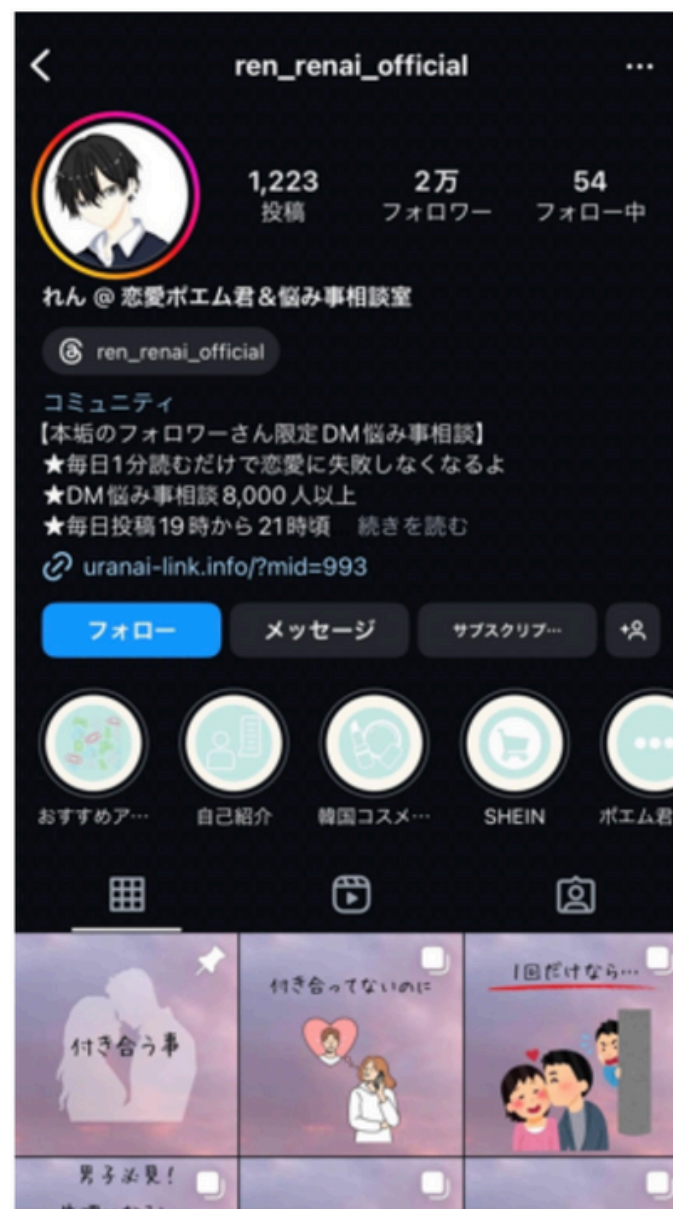 ren_renai_official
1,223 2万 54
投稿 フォロワー フォロー中
れん @ 恋愛ポエム君&悩み事相談室
ren_renai_official
コミュニティ
【本垢のフォロワーさん限定DM悩み事相談】
★毎日1分読むだけで恋愛に失敗しなくなるよ
★DM悩み事相談8,000人以上
★毎日投稿19時から21時頃... 続きを読む
uranai-link.info/?mid=993
フォロー メッセージ サブスクリプ… 
おすすめア… 自己紹介 韓国コスメ… SHEIN ポエム君
付き合う事
付き合ってないのに
1回だけなら…
男子必見!